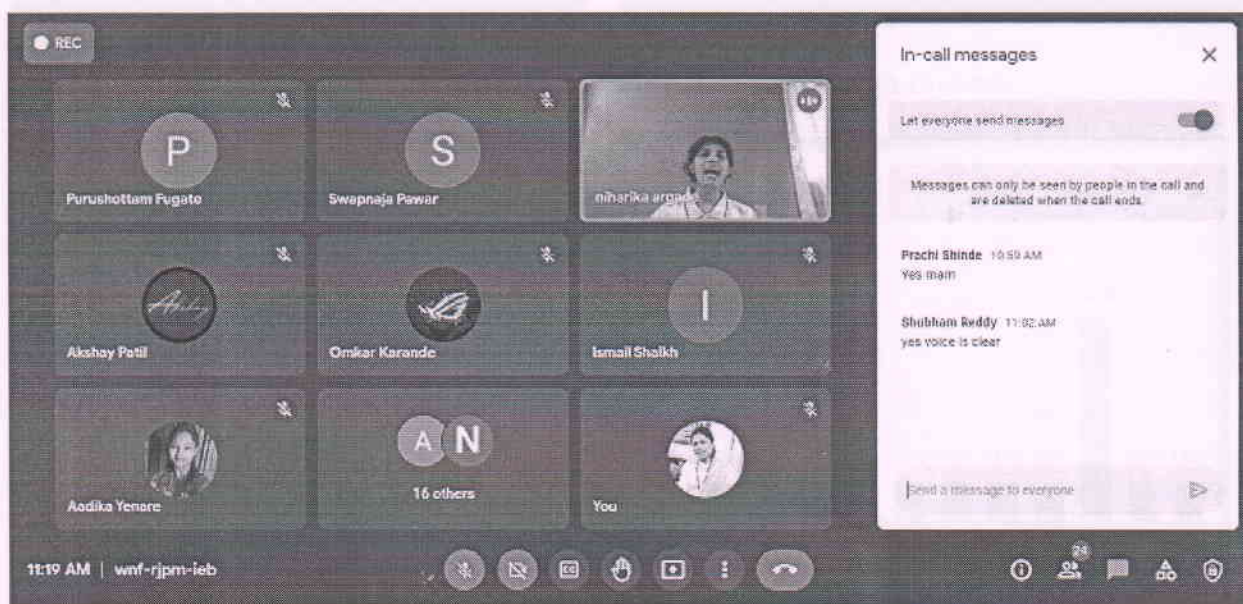 REC
P
Purushottam Fugate
S
Swapnaja Pawar
niharika argade
Akshay Patil
Omkar Karande
I
Ismail Shaikh
Aadika Yenare
A N
16 others
You
11:19 AM | wnf-rjpm-ieb
CC
24
In-call messages
Let everyone send messages
Messages can only be seen by people in the call and
are deleted when the call ends.
Prachi Shinde 10:59 AM
Yes mam
Shubham Reddy 11:02 AM
yes voice is clear
Send a message to everyone